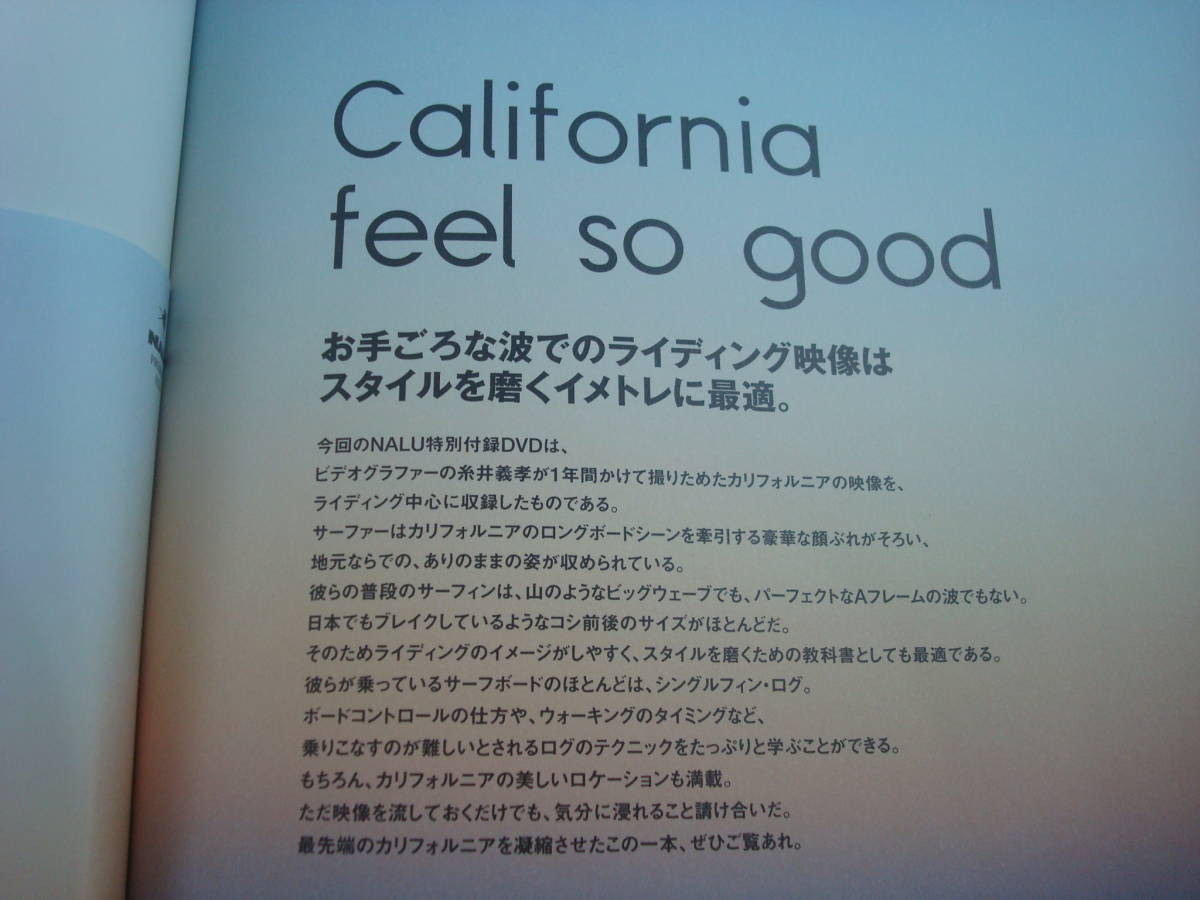 California
feel so good
お手ごろな波でのライディング映像は
スタイルを磨くイメトレに最適。
今回のNALU特別付録DVDは、
ビデオグラファーの糸井義孝が1年間かけて撮りためたカリフォルニアの映像を、
ライディング中心に収録したものである。
サーファーはカリフォルニアのロングボードシーンを牽引する豪華な顔ぶれがそろい、
地元ならでの、ありのままの姿が収められている。
彼らの普段のサーフィンは、山のようなビッグウェーブでも、パーフェクトなAフレームの波でもない。
日本でもブレイクしているようなコシ前後のサイズがほとんどだ。
そのためライディングのイメージがしやすく、スタイルを磨くための教科書としても最適である。
彼らが乗っているサーフボードのほとんどは、シングルフィン・ログ。
ボードコントロールの仕方や、ウォーキングのタイミングなど、
乗りこなすのが難しいとされるログのテクニックをたっぷりと学ぶことができる。
もちろん、カリフォルニアの美しいロケーションも満載。
ただ映像を流しておくだけでも、気分に浸れること請け合いだ。
最先端のカリフォルニアを凝縮させたこの一本、ぜひご覧あれ。